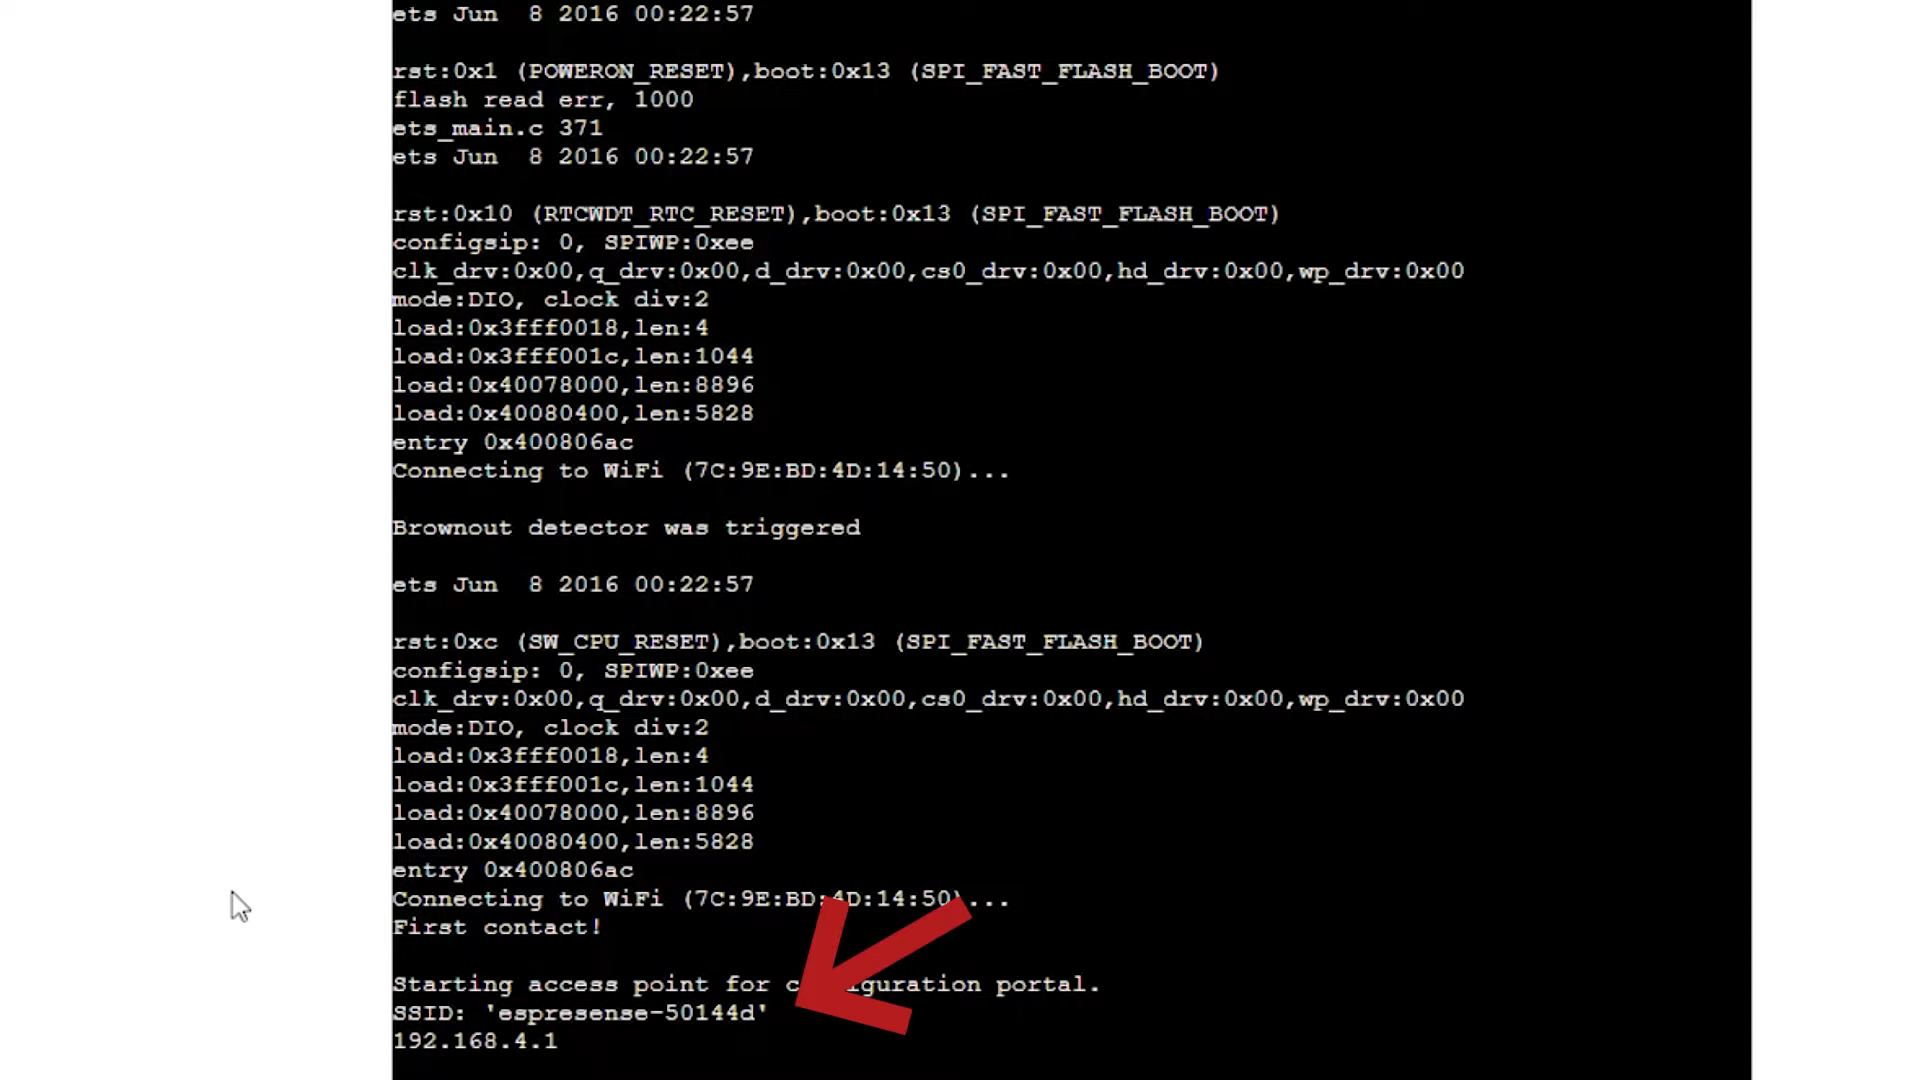 ets Jun  8 2016 00:22:57
rst:0x1 (POWERON_RESET),boot:0x13 (SPI_FAST_FLASH_BOOT)
flash read err, 1000
ets_main.c 371
ets Jun  8 2016 00:22:57
rst:0x10 (RTCWDT_RTC_RESET),boot:0x13 (SPI_FAST_FLASH_BOOT)
configsip: 0, SPIWP:0xee
clk_drv:0x00,q_drv:0x00,d_drv:0x00,cs0_drv:0x00,hd_drv:0x00,wp_drv:0x00
mode:DIO, clock div:2
load:0x3fff0018,len:4
load:0x3fff001c,len:1044
load:0x40078000,len:8896
load:0x40080400,len:5828
entry 0x400806ac
Connecting to WiFi (7C:9E:BD:4D:14:50)...
Brownout detector was triggered
ets Jun  8 2016 00:22:57
rst:0xc (SW_CPU_RESET),boot:0x13 (SPI_FAST_FLASH_BOOT)
configsip: 0, SPIWP:0xee
clk_drv:0x00,q_drv:0x00,d_drv:0x00,cs0_drv:0x00,hd_drv:0x00,wp_drv:0x00
mode:DIO, clock div:2
load:0x3fff0018,len:4
load:0x3fff001c,len:1044
load:0x40078000,len:8896
load:0x40080400,len:5828
entry 0x400806ac
Connecting to WiFi (7C:9E:BD:4D:14:50)...
First contact!
Starting access point for configuration portal.
SSID: 'espresense-50144d'
192.168.4.1